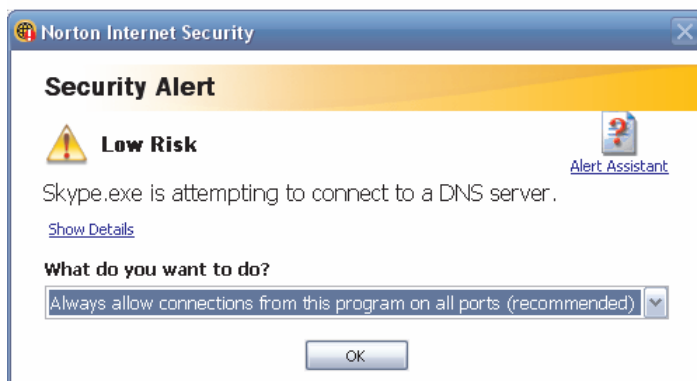 Norton Internet Security
Security Alert
Low Risk
Alert Assistant
Skype.exe is attempting to connect to a DNS server.
Show Details
What do you want to do?
Always allow connections from this program on all ports (recommended)
OK